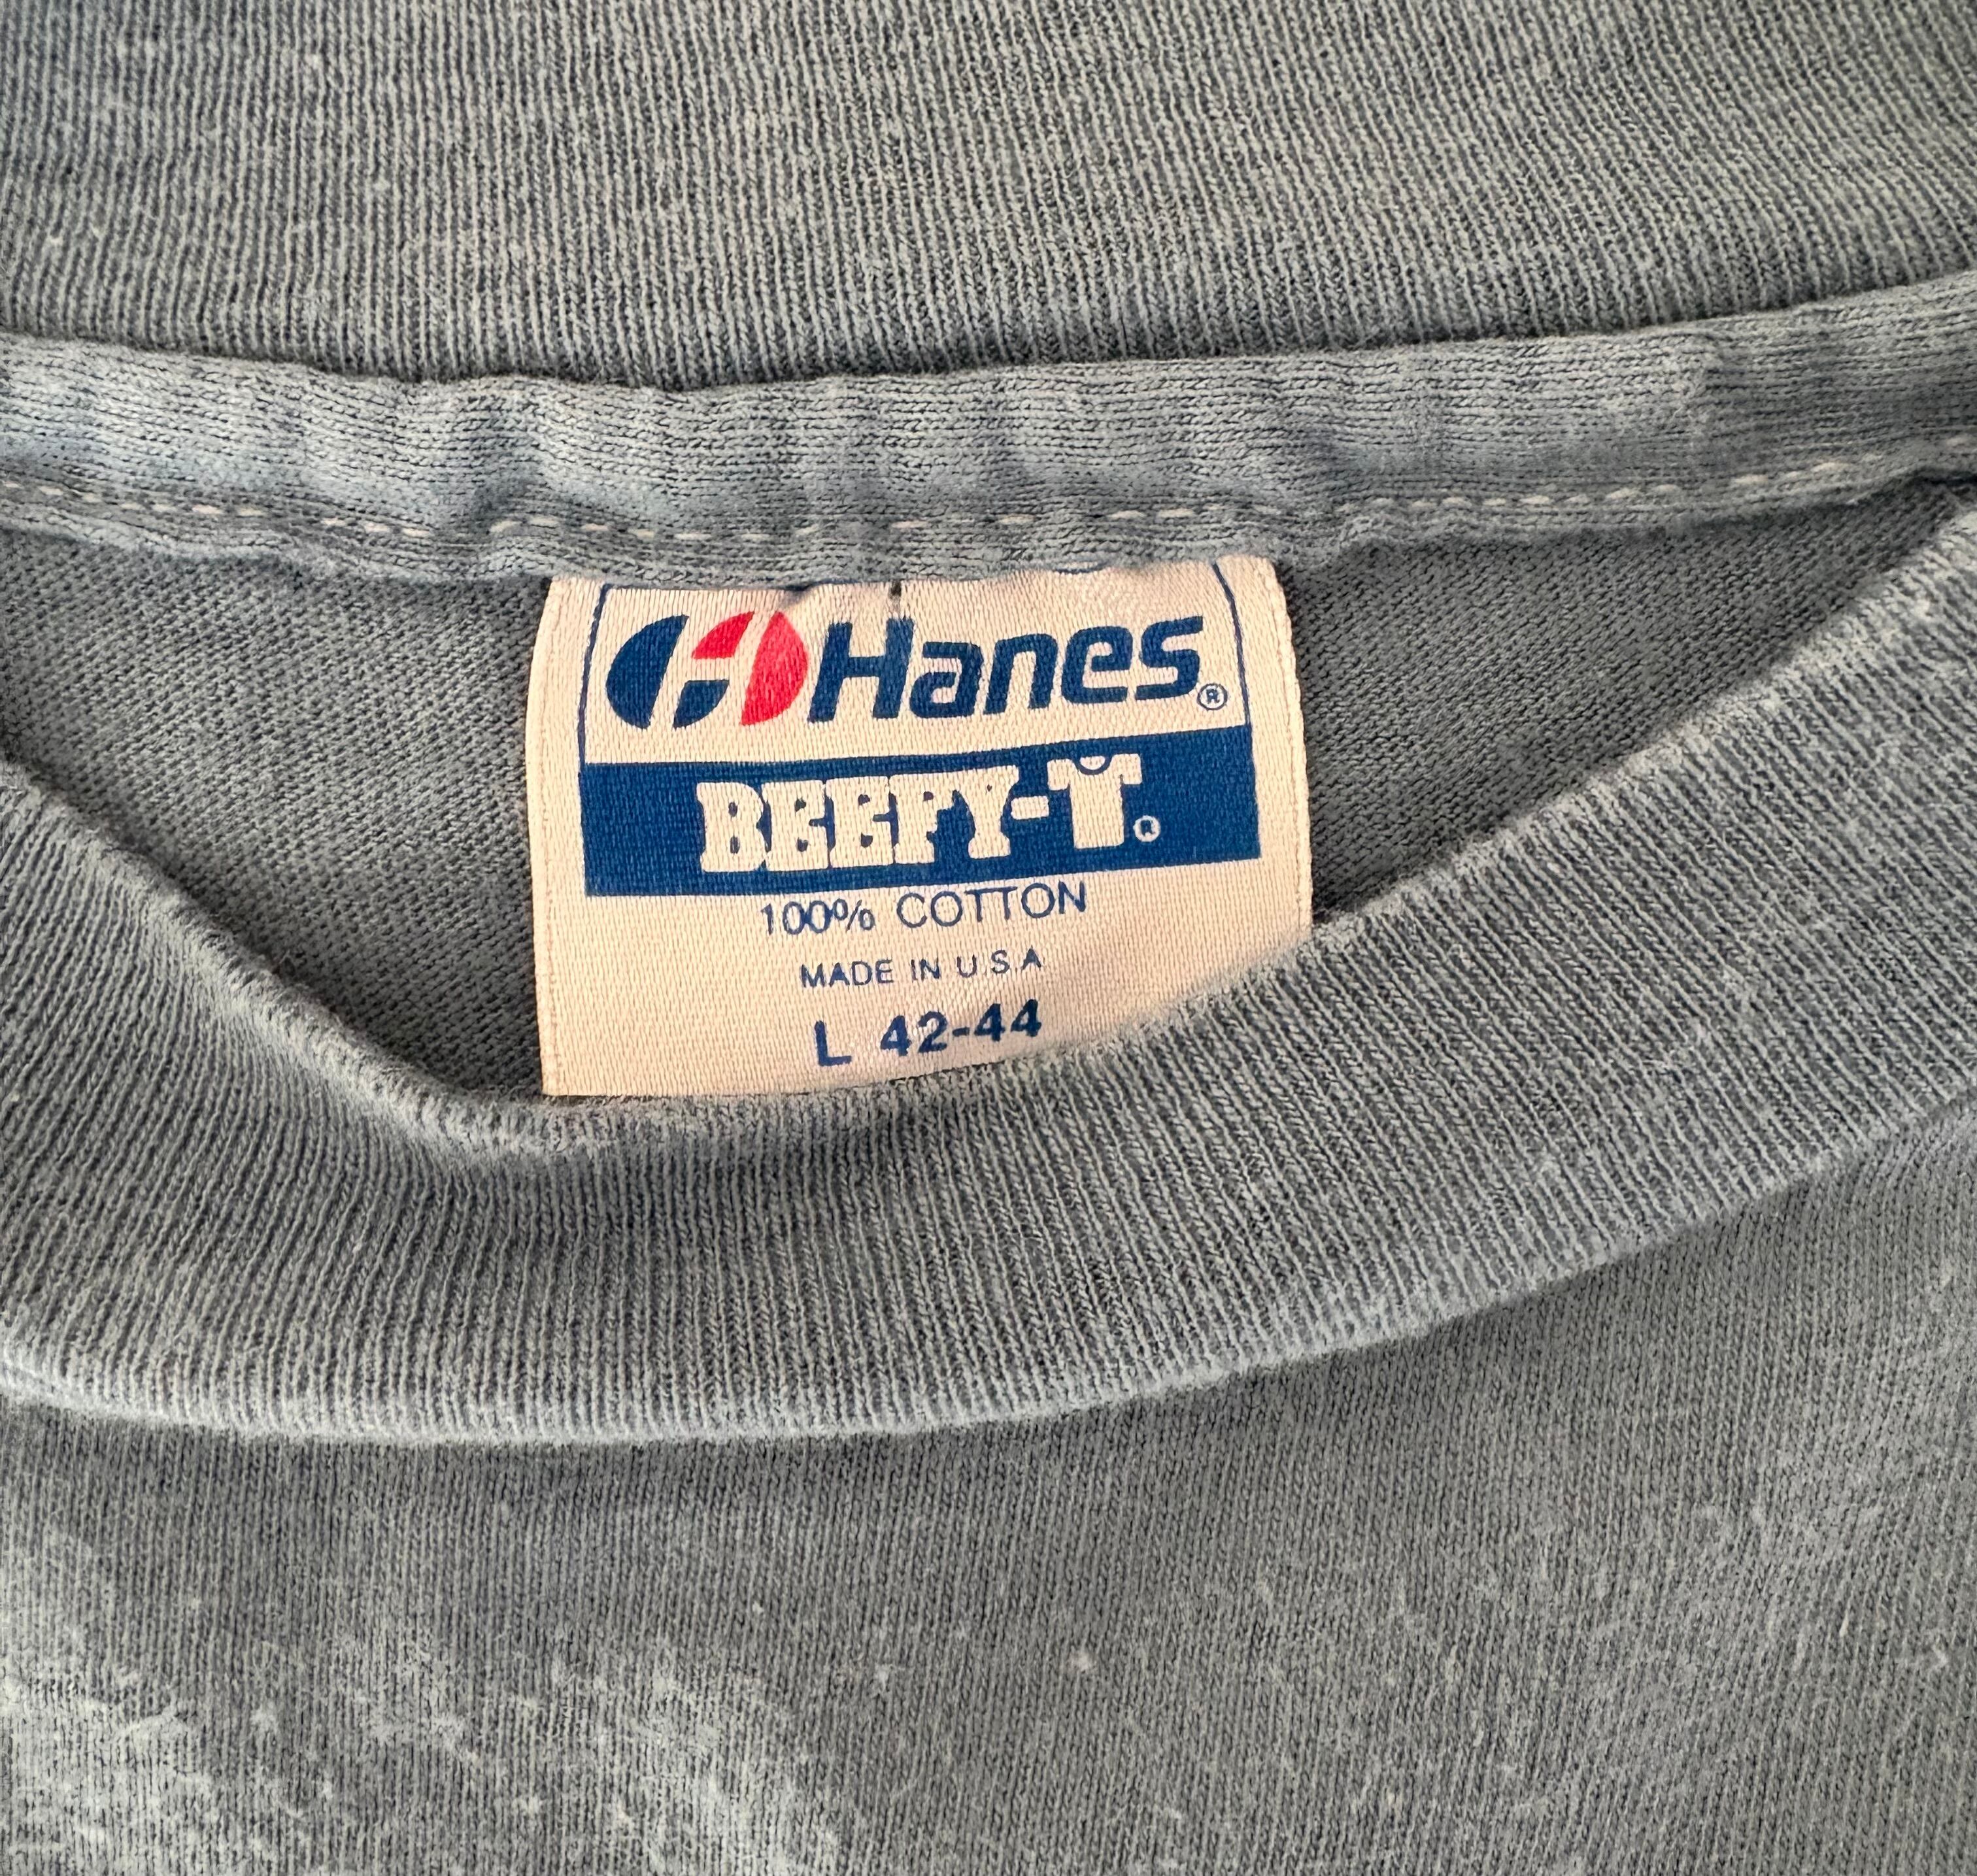 Hanes®
BEEFY-T®
100% COTTON
MADE IN U.S.A
L 42-44